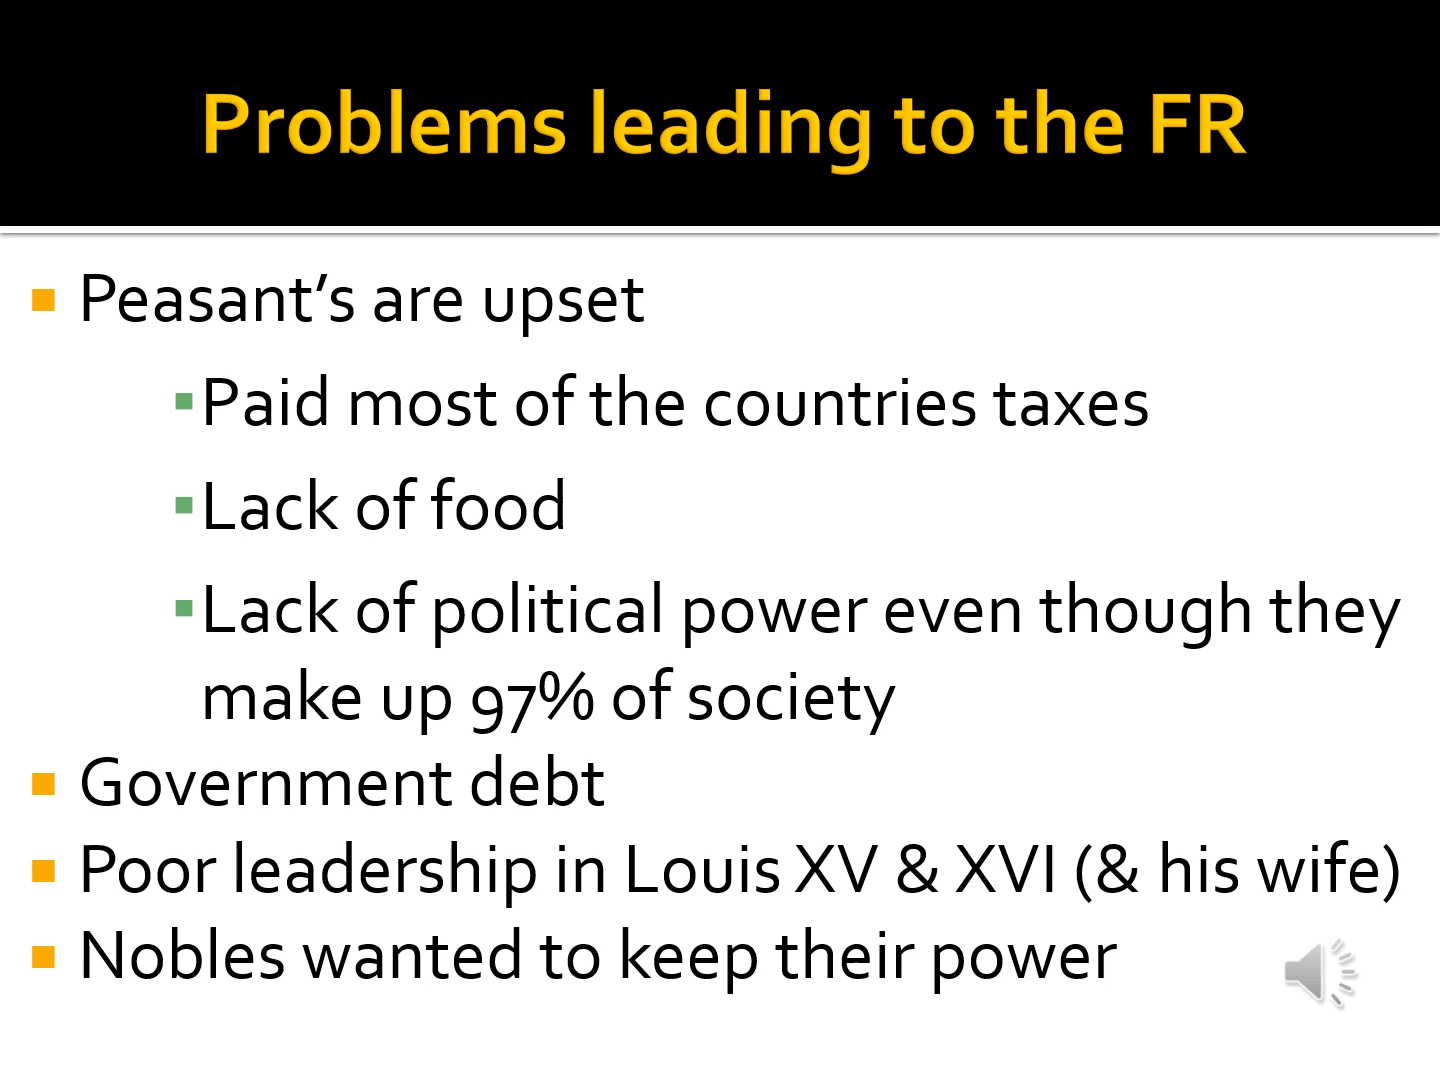 Problems leading to the FR
Peasant’s are upset
Paid most of the countries taxes
Lack of food
Lack of political power even though they
make up 97% of society
Government debt
Poor leadership in Louis XV & XVI (& his wife)
Nobles wanted to keep their power